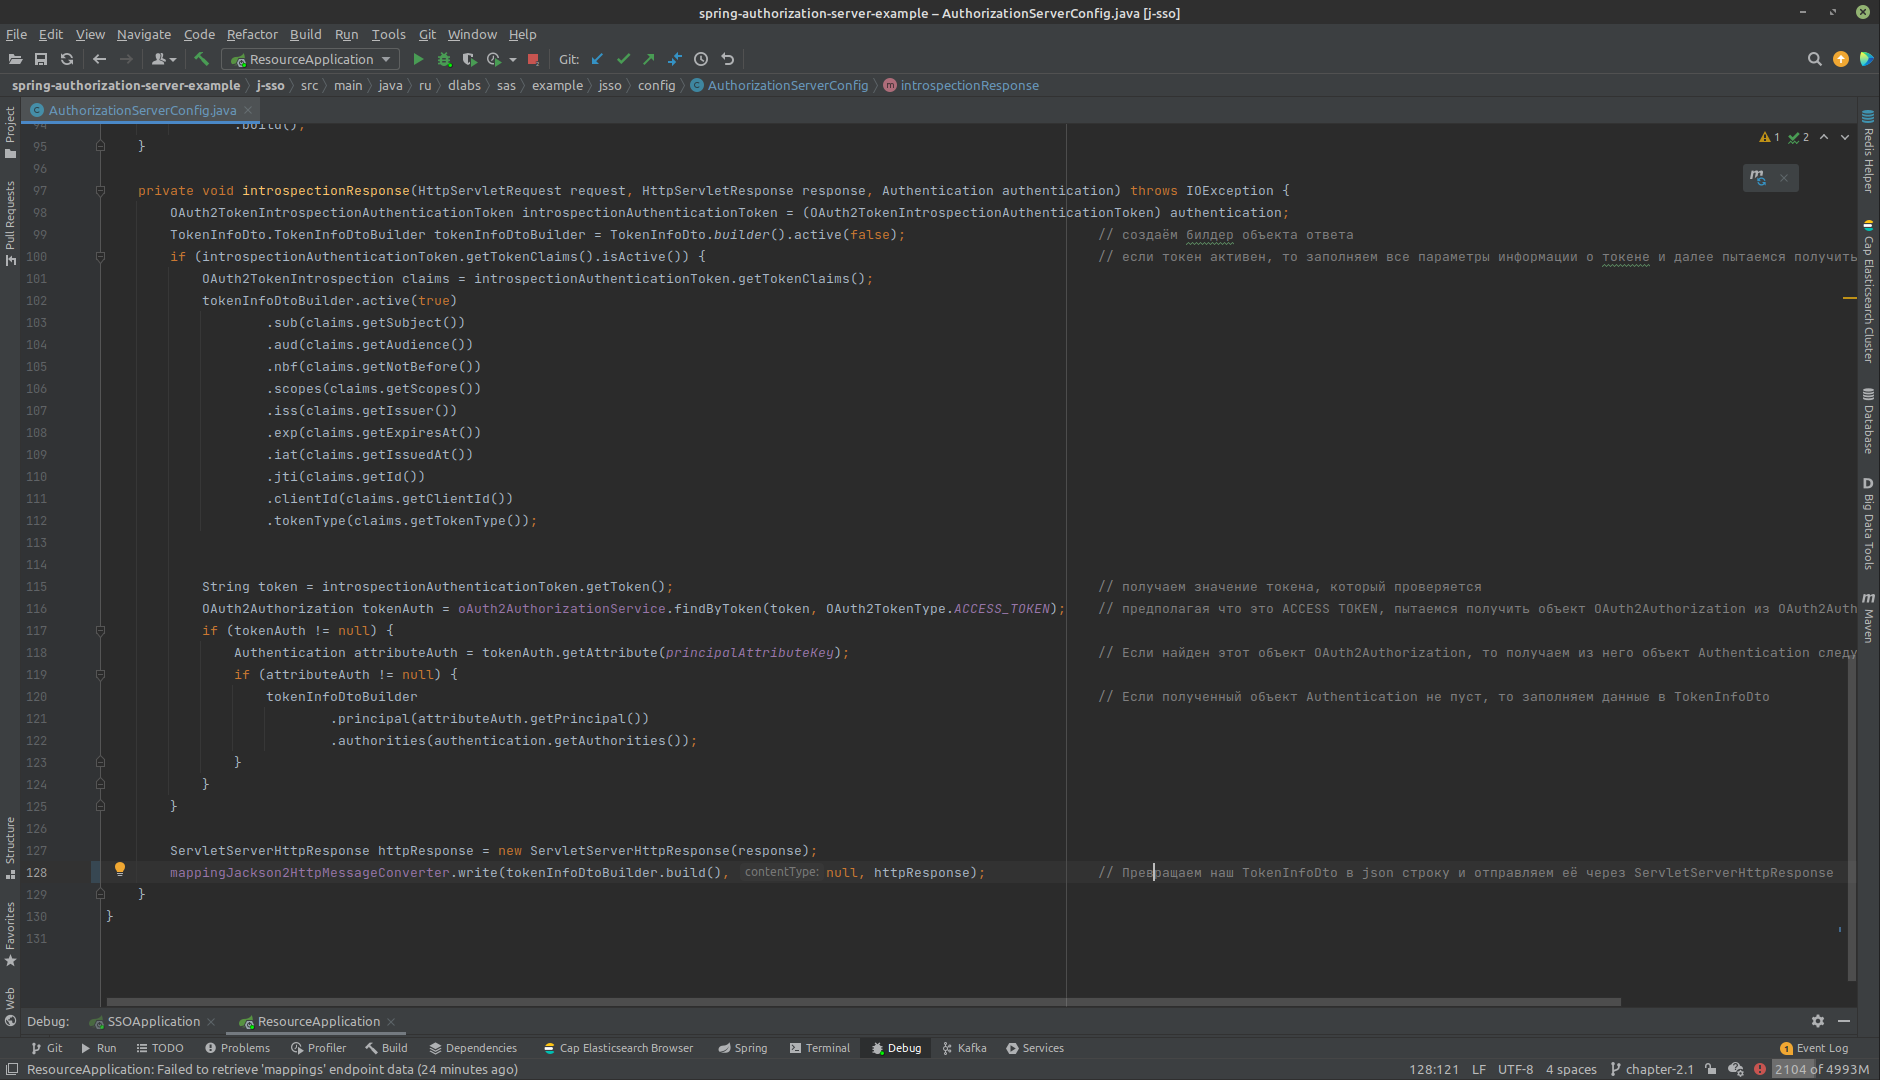 spring-authorization-server-example – AuthorizationServerConfig.java [j-sso]
File Edit View Navigate Code Refactor Build Run Tools Git Window Help
ResourceApplication Git:
spring-authorization-server-example j-sso src main java ru dlabs sas example jsso config AuthorizationServerConfig introspectionResponse
AuthorizationServerConfig.java
94 .build();
1 2
95 }
96
97 private void introspectionResponse(HttpServletRequest request, HttpServletResponse response, Authentication authentication) throws IOException {
98 OAuth2TokenIntrospectionAuthenticationToken introspectionAuthenticationToken = (OAuth2TokenIntrospectionAuthenticationToken) authentication;
99 TokenInfoDto.TokenInfoDtoBuilder tokenInfoDtoBuilder = TokenInfoDto.builder().active(false); // создаём билдер объекта ответа
100 if (introspectionAuthenticationToken.getTokenClaims().isActive()) { // если токен активен, то заполняем все параметры информации о токене и далее пытаемся получить
101 OAuth2TokenIntrospection claims = introspectionAuthenticationToken.getTokenClaims();
102 tokenInfoDtoBuilder.active(true)
103 .sub(claims.getSubject())
104 .aud(claims.getAudience())
105 .nbf(claims.getNotBefore())
106 .scopes(claims.getScopes())
107 .iss(claims.getIssuer())
108 .exp(claims.getExpiresAt())
109 .iat(claims.getIssuedAt())
110 .jti(claims.getId())
111 .clientId(claims.getClientId())
112 .tokenType(claims.getTokenType());
113
114
115 String token = introspectionAuthenticationToken.getToken(); // получаем значение токена, который проверяется
116 OAuth2Authorization tokenAuth = oAuth2AuthorizationService.findByToken(token, OAuth2TokenType.ACCESS_TOKEN); // предполагая что это ACCESS TOKEN, пытаемся получить объект OAuth2Authorization из OAuth2Auth
117 if (tokenAuth != null) {
118 Authentication attributeAuth = tokenAuth.getAttribute(principalAttributeKey); // Если найден этот объект OAuth2Authorization, то получаем из него объект Authentication следу
119 if (attributeAuth != null) {
120 tokenInfoDtoBuilder // Если полученный объект Authentication не пуст, то заполняем данные в TokenInfoDto
121 .principal(attributeAuth.getPrincipal())
122 .authorities(authentication.getAuthorities());
123 }
124 }
125 }
126
127 ServletServerHttpResponse httpResponse = new ServletServerHttpResponse(response);
128 mappingJackson2HttpMessageConverter.write(tokenInfoDtoBuilder.build(), contentType: null, httpResponse); // Превращаем наш TokenInfoDto в json строку и отправляем её через ServletServerHttpResponse
129 }
130 }
131
Project
Pull Requests
Structure
Favorites
Web
Redis Helper
Cap Elasticsearch Cluster
Database
D Big Data Tools
m Maven
Debug: SSOApplication ResourceApplication
Git Run TODO Problems Profiler Build Dependencies Cap Elasticsearch Browser Spring Terminal Debug Kafka Services 1 Event Log
ResourceApplication: Failed to retrieve 'mappings' endpoint data (24 minutes ago) 128:121 LF UTF-8 4 spaces chapter-2.1 2104 of 4993M